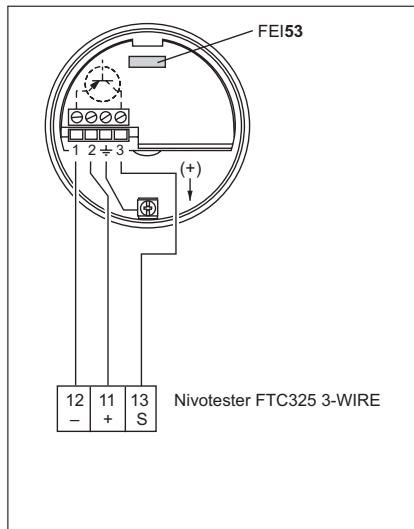 FEI53
1 2 ⏚ 3
(+)
12 11 13
– + S
Nivotester FTC325 3-WIRE